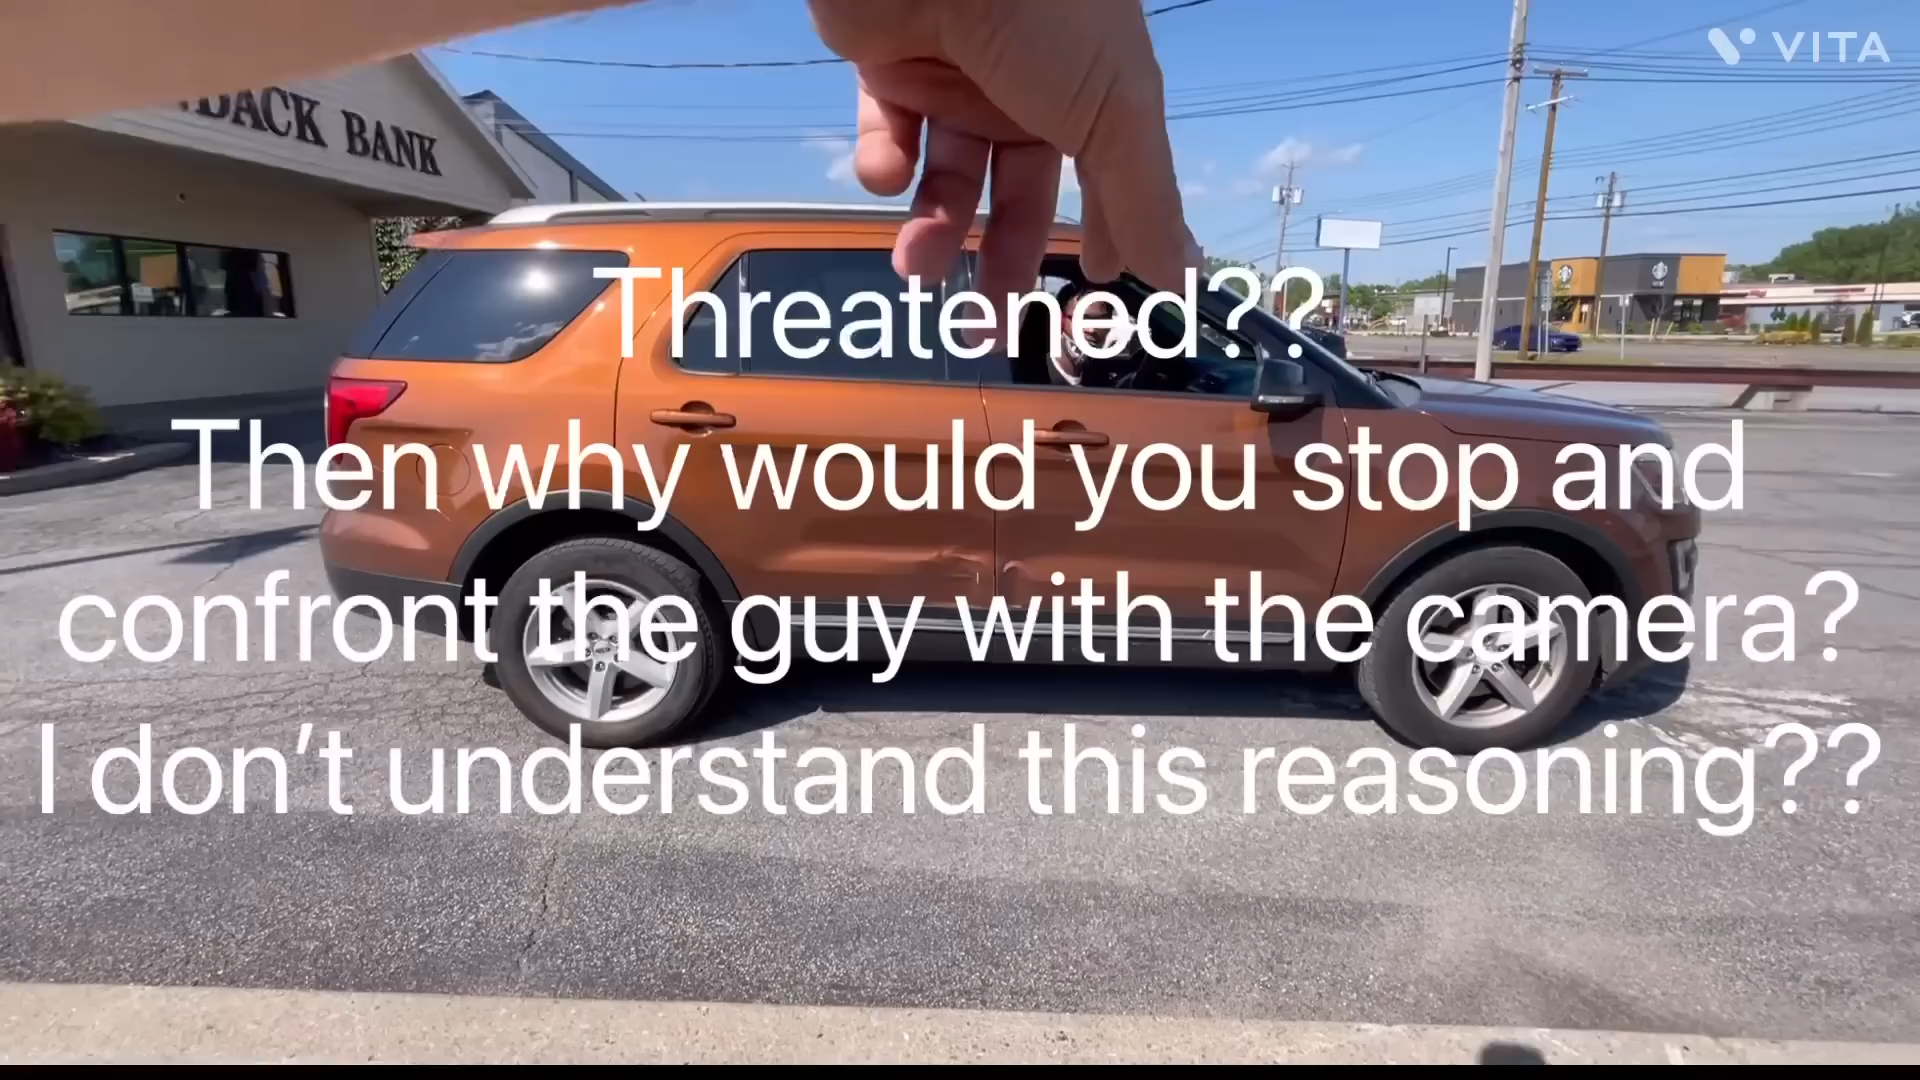 VITA
BANK
Threatened??
Then why would you stop and
confront the guy with the camera?
I don’t understand this reasoning??